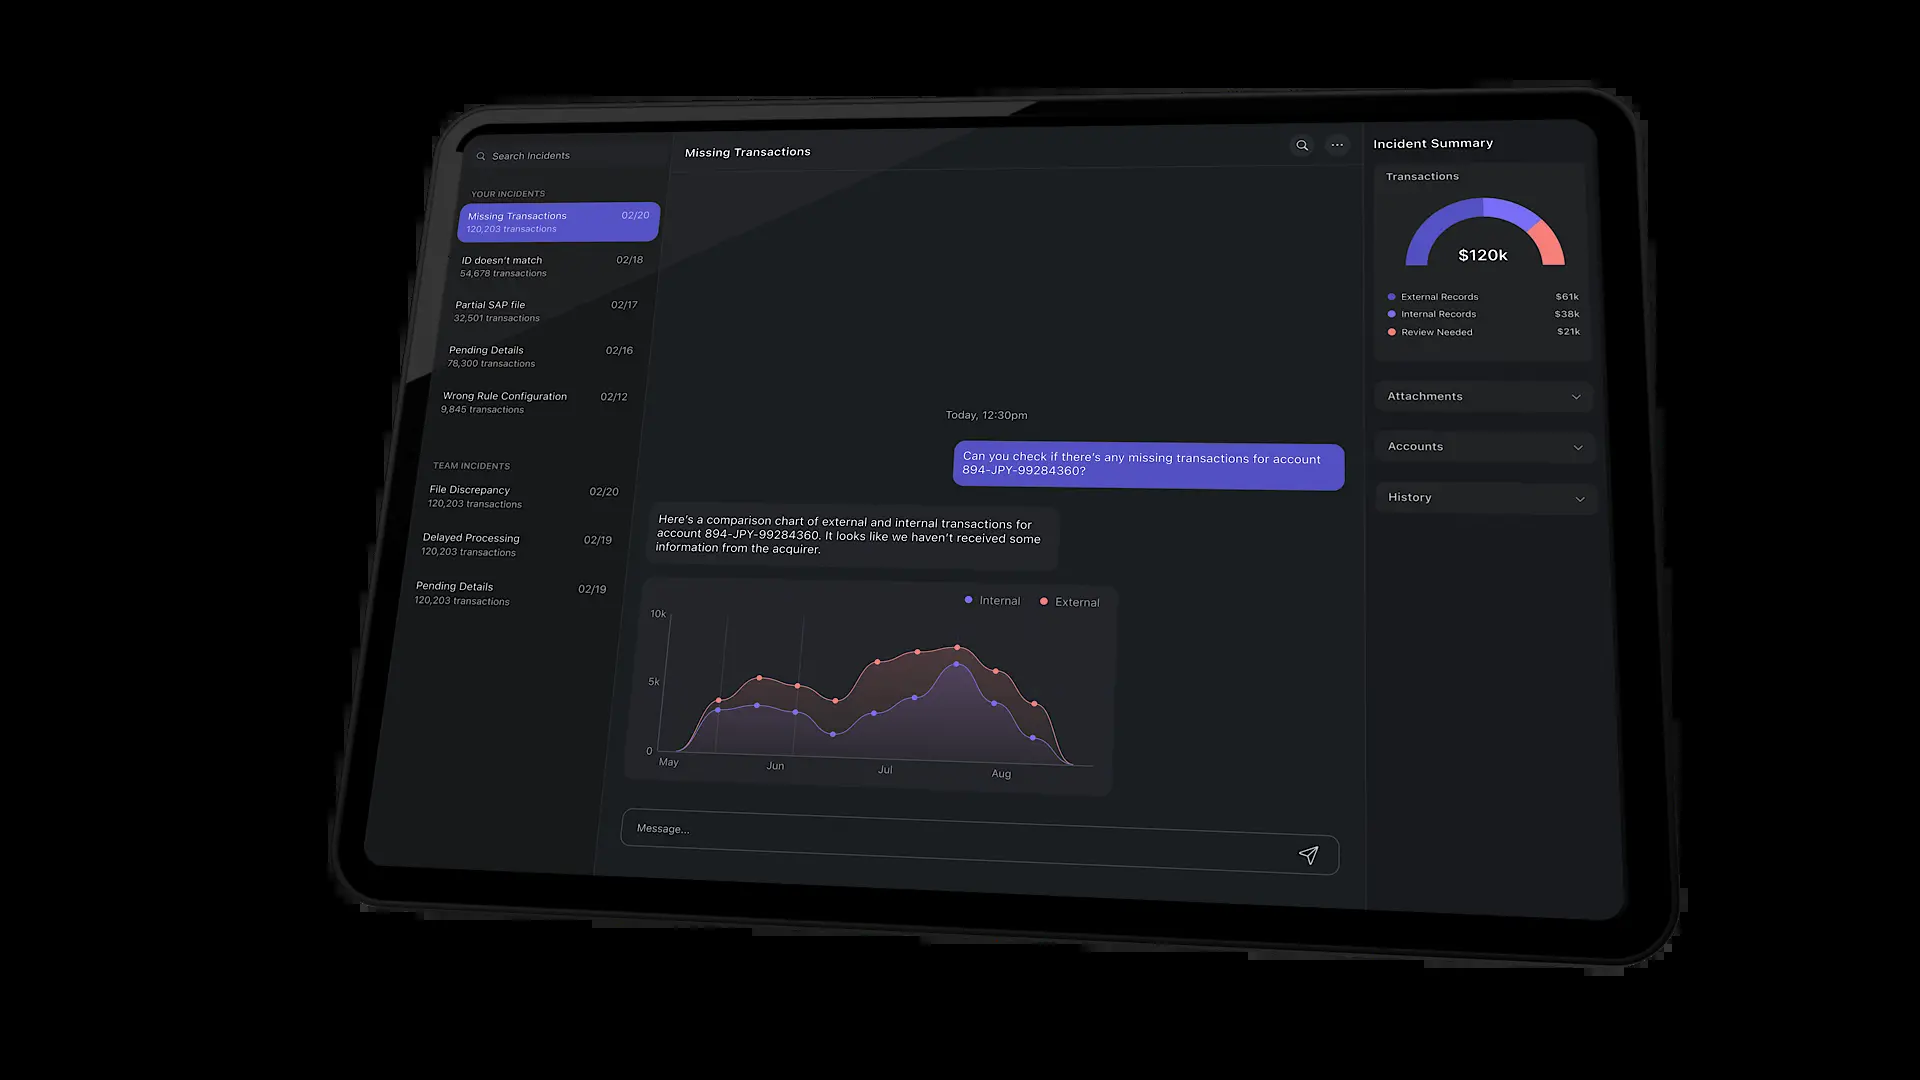 Search Incidents
YOUR INCIDENTS
Missing Transactions 02/20
120,203 transactions
ID doesn't match 02/18
54,678 transactions
Partial SAP file 02/17
32,501 transactions
Pending Details 02/16
78,300 transactions
Wrong Rule Configuration 02/12
9,845 transactions
TEAM INCIDENTS
File Discrepancy 02/20
120,203 transactions
Delayed Processing 02/19
120,203 transactions
Pending Details 02/19
120,203 transactions
Missing Transactions
Today, 12:30pm
Can you check if there's any missing transactions for account
894-JPY-99284360?
Here's a comparison chart of external and internal transactions for
account 894-JPY-99284360. It looks like we haven't received some
information from the acquirer.
Internal External
10k
5k
0
May Jun Jul Aug
Message...
Incident Summary
Transactions
$120k
External Records $61k
Internal Records $38k
Review Needed $21k
Attachments
Accounts
History